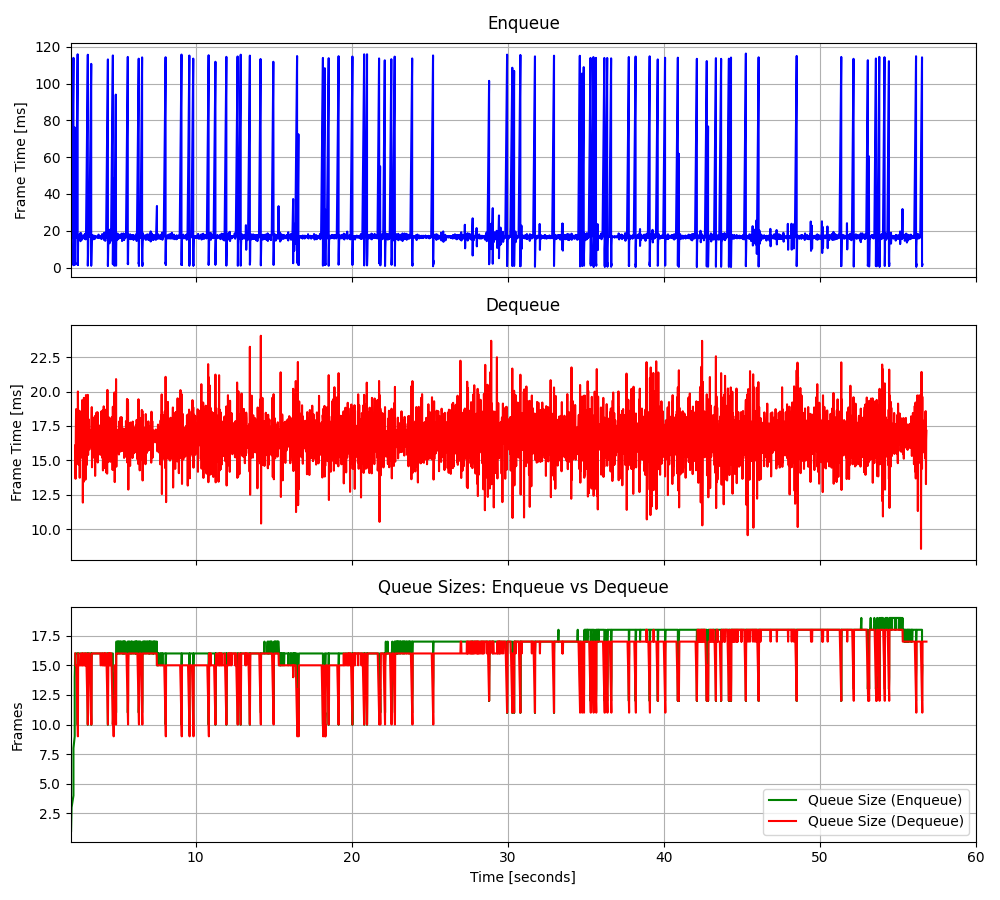 Enqueue
120
100
80
60
40
20
0
Frame Time [ms]
Dequeue
22.5
20.0
17.5
15.0
12.5
10.0
Frame Time [ms]
Queue Sizes: Enqueue vs Dequeue
17.5
15.0
12.5
10.0
7.5
5.0
2.5
Frames
Queue Size (Enqueue)
Queue Size (Dequeue)
10 20 30 40 50 60
Time [seconds]